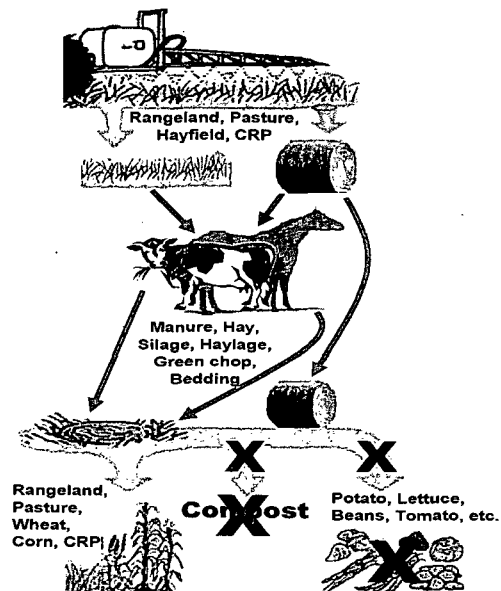 Rangeland, Pasture,
Hayfield, CRP
Manure, Hay,
Silage, Haylage,
Green chop,
Bedding
Rangeland,
Pasture,
Wheat,
Corn, CRP
Compost
Potato, Lettuce,
Beans, Tomato, etc.